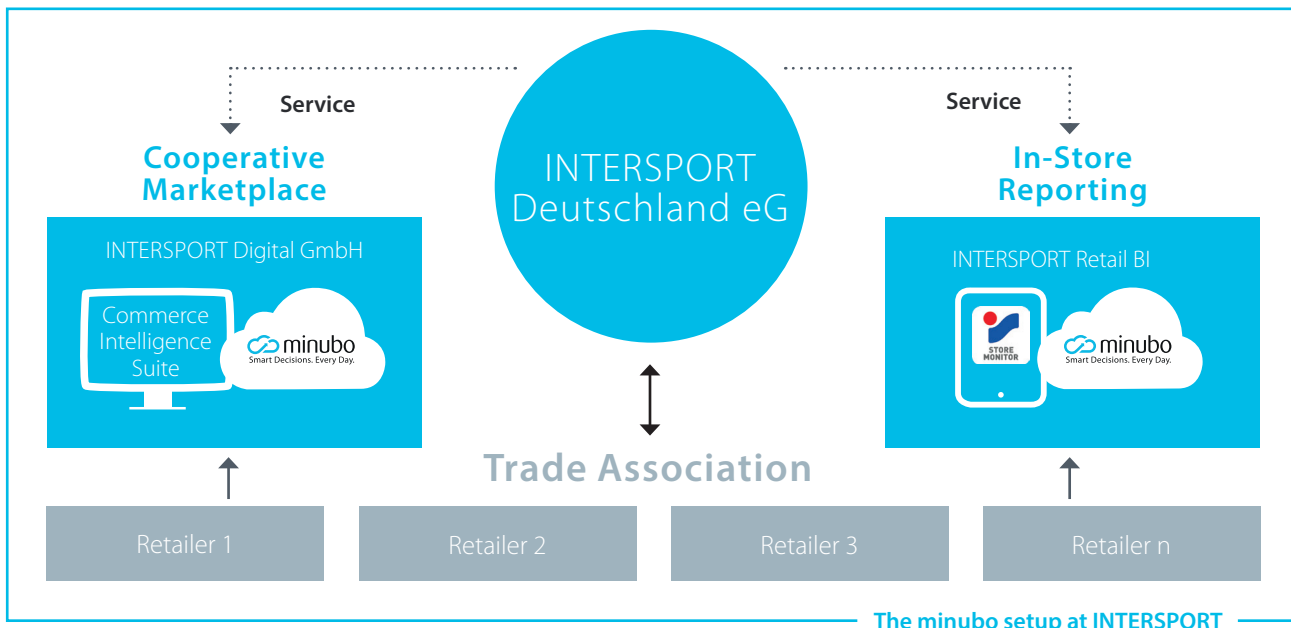 Service
Service
Cooperative
Marketplace
INTERSPORT
Deutschland eG
In-Store
Reporting
INTERSPORT Digital GmbH
Commerce
Intelligence
Suite
minubo
Smart Decisions. Every Day.
INTERSPORT Retail BI
STORE
MONITOR
minubo
Smart Decisions. Every Day.
Trade Association
Retailer 1
Retailer 2
Retailer 3
Retailer n
The minubo setup at INTERSPORT